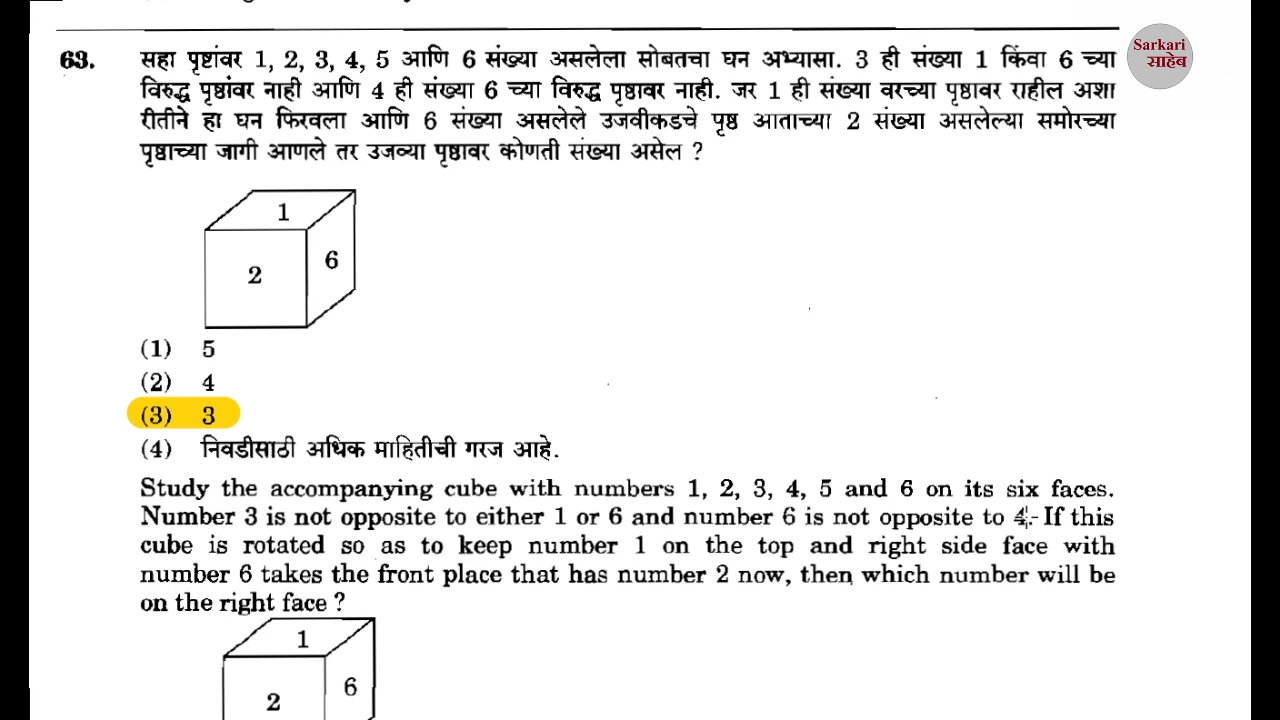 Sarkari
साहेब
63. सहा पृष्टांवर 1, 2, 3, 4, 5 आणि 6 संख्या असलेला सोबतचा घन अभ्यासा. 3 ही संख्या 1 किंवा 6 च्या
विरुद्ध पृष्ठांवर नाही आणि 4 ही संख्या 6 च्या विरुद्ध पृष्ठावर नाही. जर 1 ही संख्या वरच्या पृष्ठावर राहील अशा
रीतीने हा घन फिरवला आणि 6 संख्या असलेले उजवीकडचे पृष्ठ आताच्या 2 संख्या असलेल्या समोरच्या
पृष्ठाच्या जागी आणले तर उजव्या पृष्ठावर कोणती संख्या असेल ?
1
2
6
(1) 5
(2) 4
(3) 3
(4) निवडीसाठी अधिक माहितीची गरज आहे.
Study the accompanying cube with numbers 1, 2, 3, 4, 5 and 6 on its six faces.
Number 3 is not opposite to either 1 or 6 and number 6 is not opposite to 4. If this
cube is rotated so as to keep number 1 on the top and right side face with
number 6 takes the front place that has number 2 now, then which number will be
on the right face ?
1
2
6